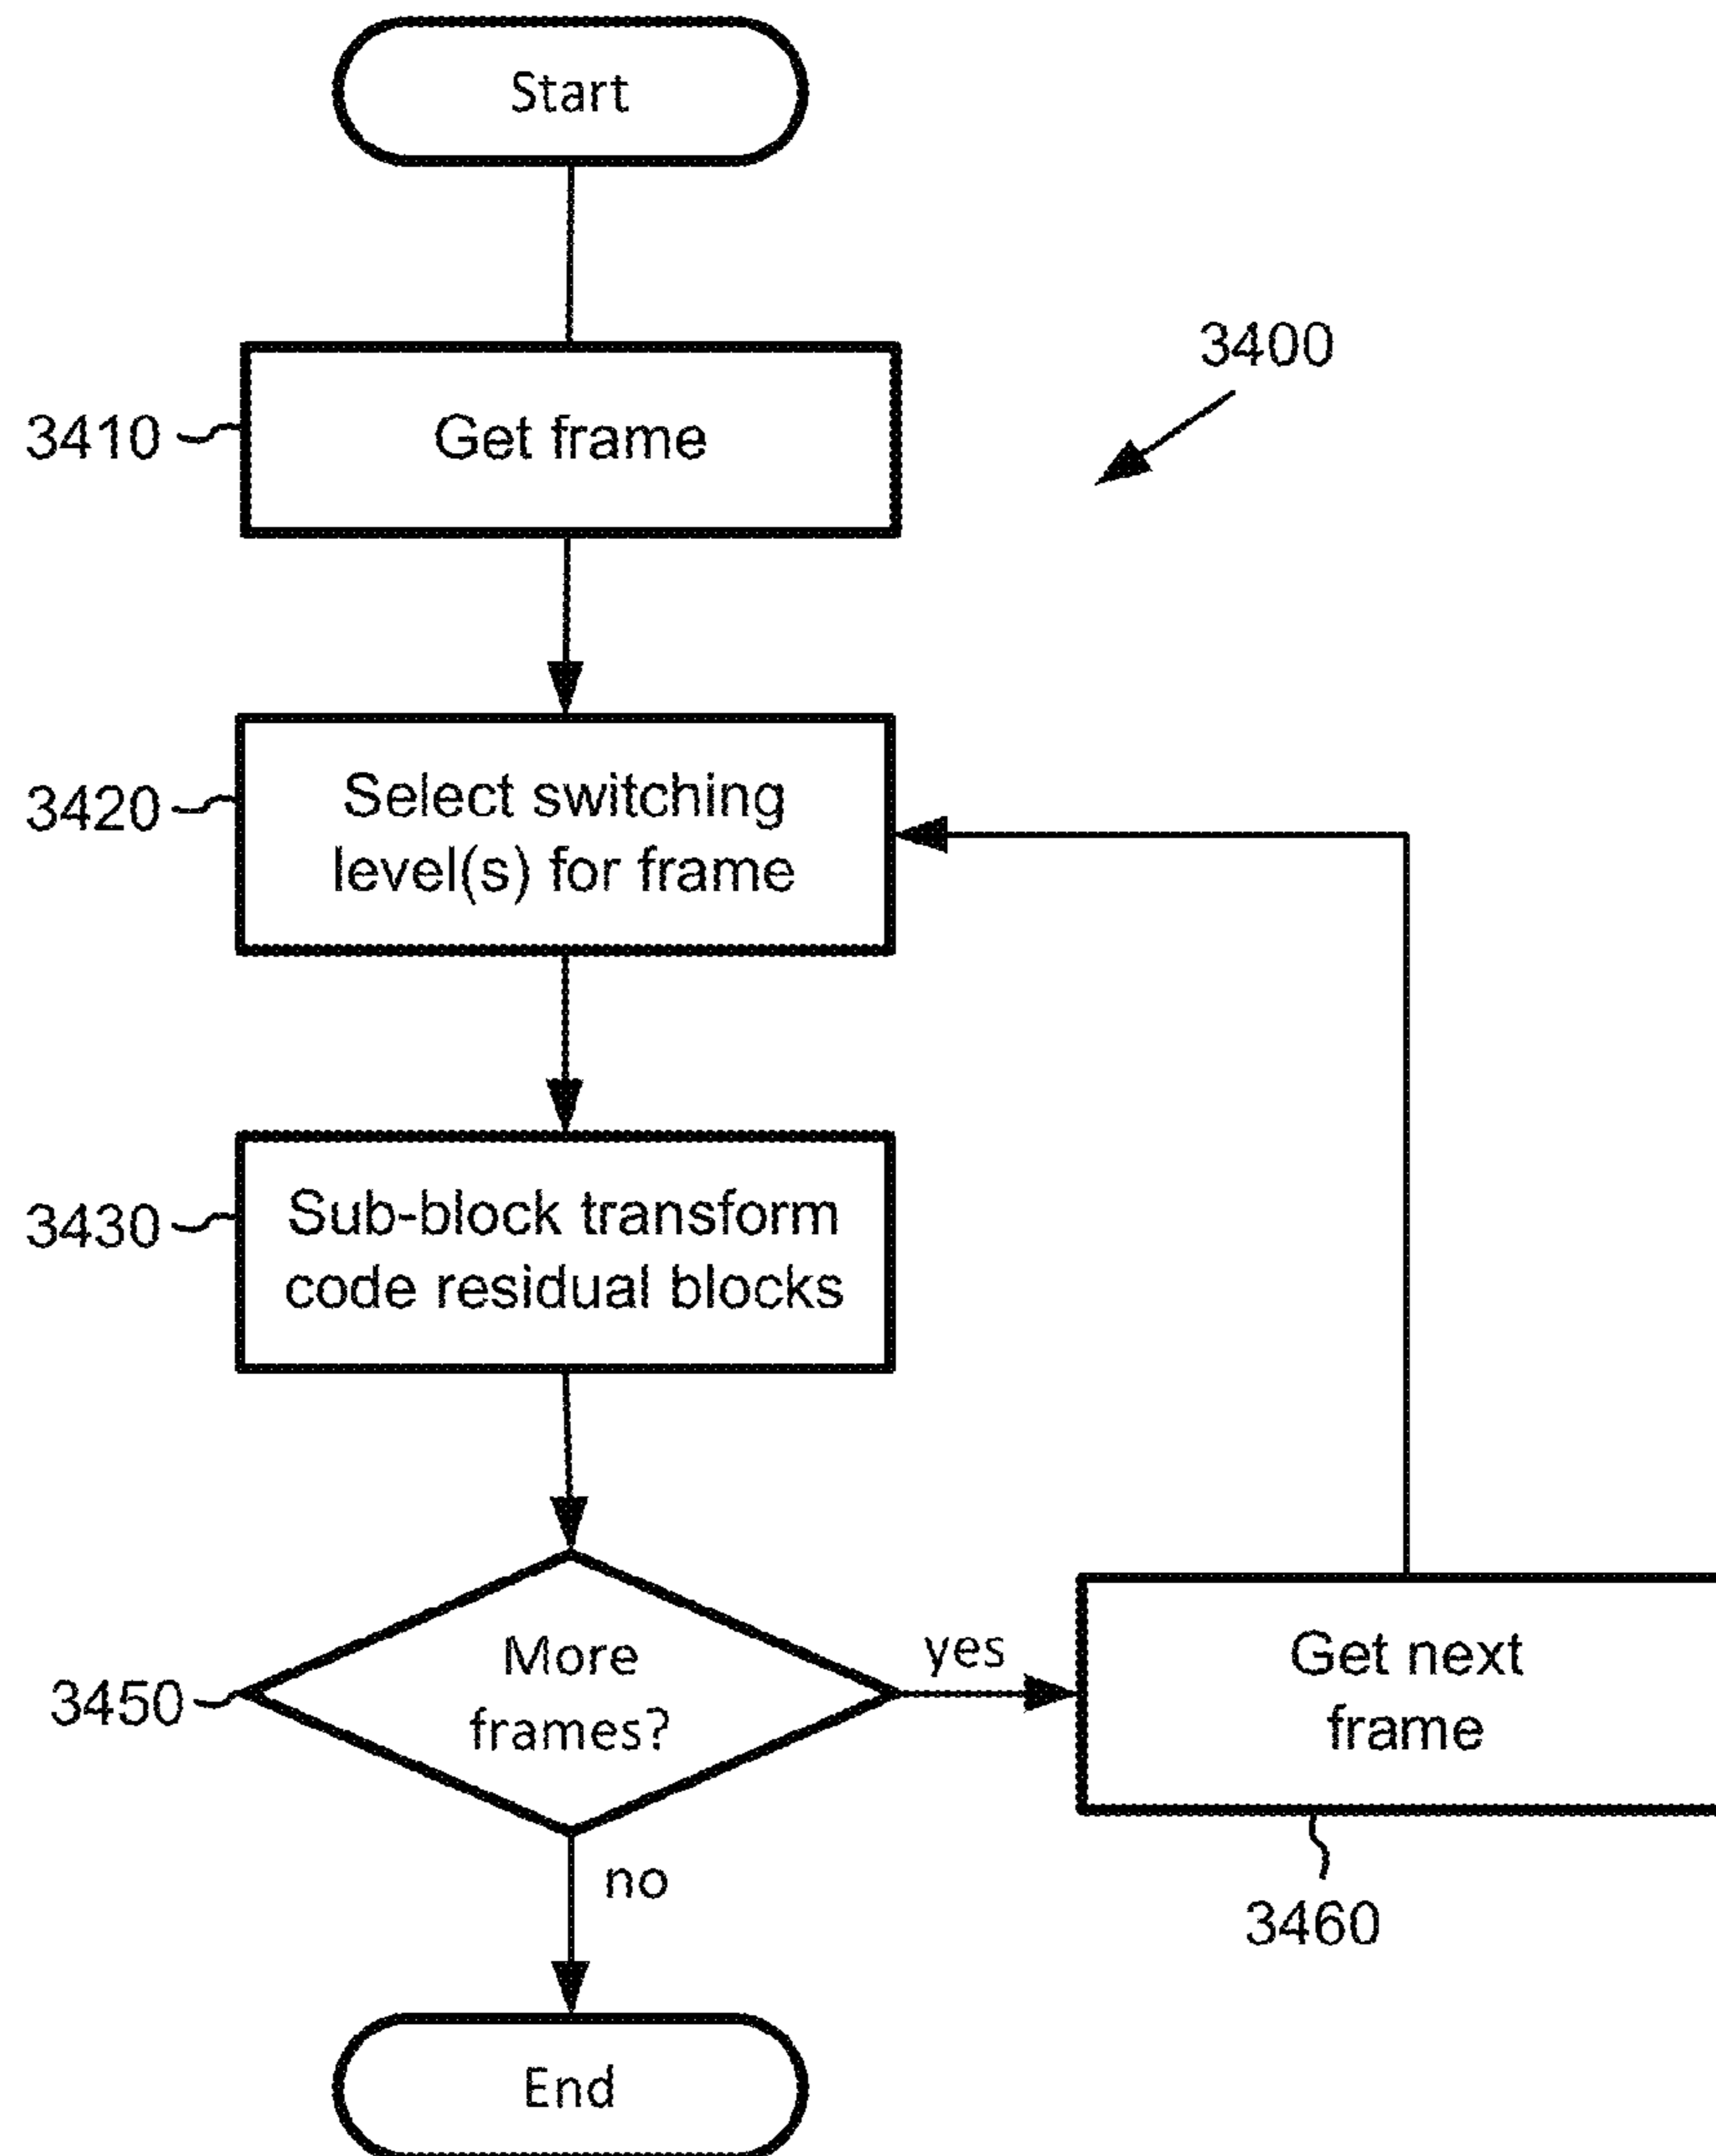 Start
3400
3410
Get frame
3420
Select switching
level(s) for frame
3430
Sub-block transform
code residual blocks
3450
More
frames?
yes
Get next
frame
3460
no
End